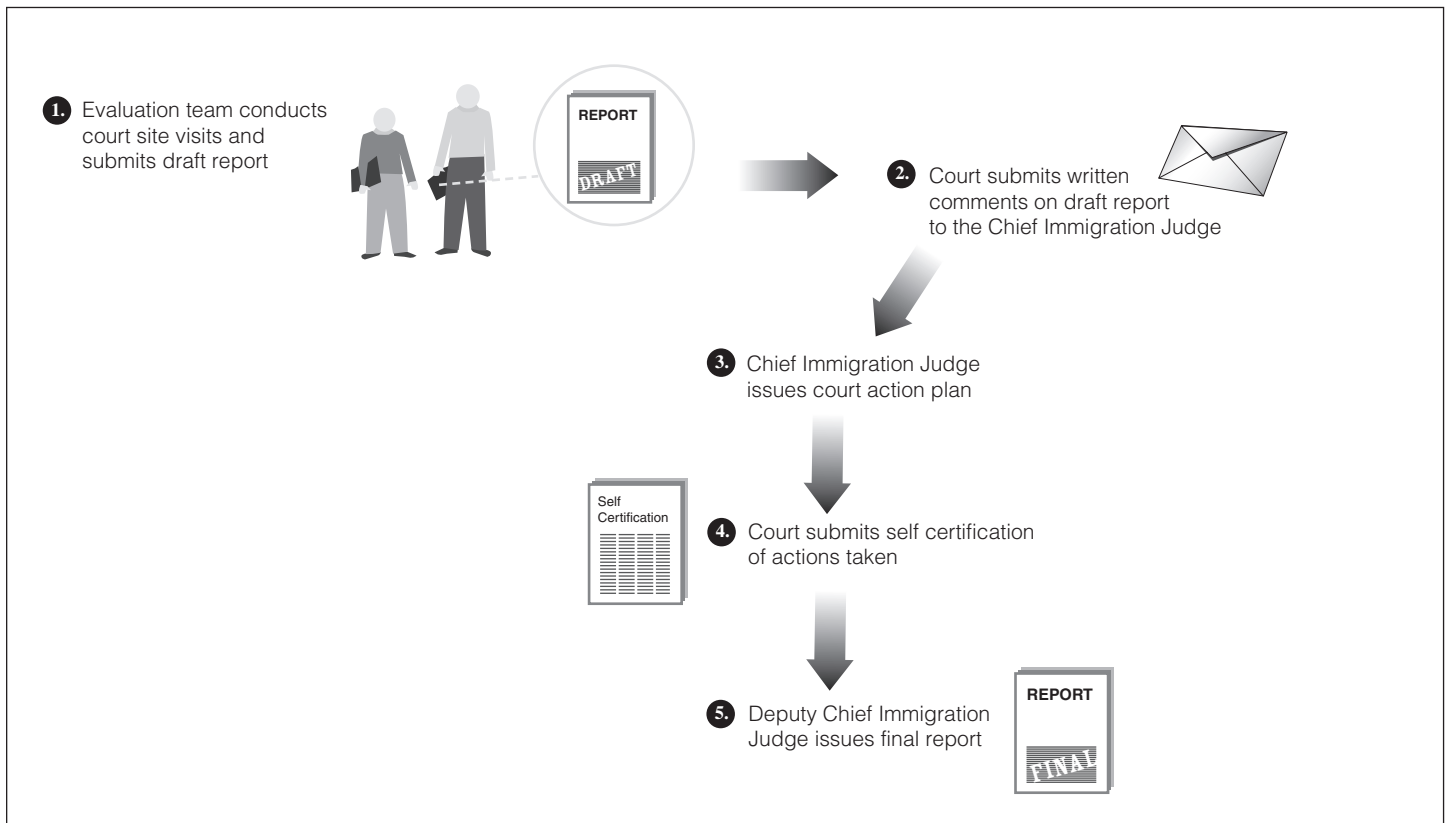 1. Evaluation team conducts
court site visits and
submits draft report
REPORT
DRAFT
2. Court submits written
comments on draft report
to the Chief Immigration Judge
3. Chief Immigration Judge
issues court action plan
Self
Certification
4. Court submits self certification
of actions taken
5. Deputy Chief Immigration
Judge issues final report
REPORT
FINAL